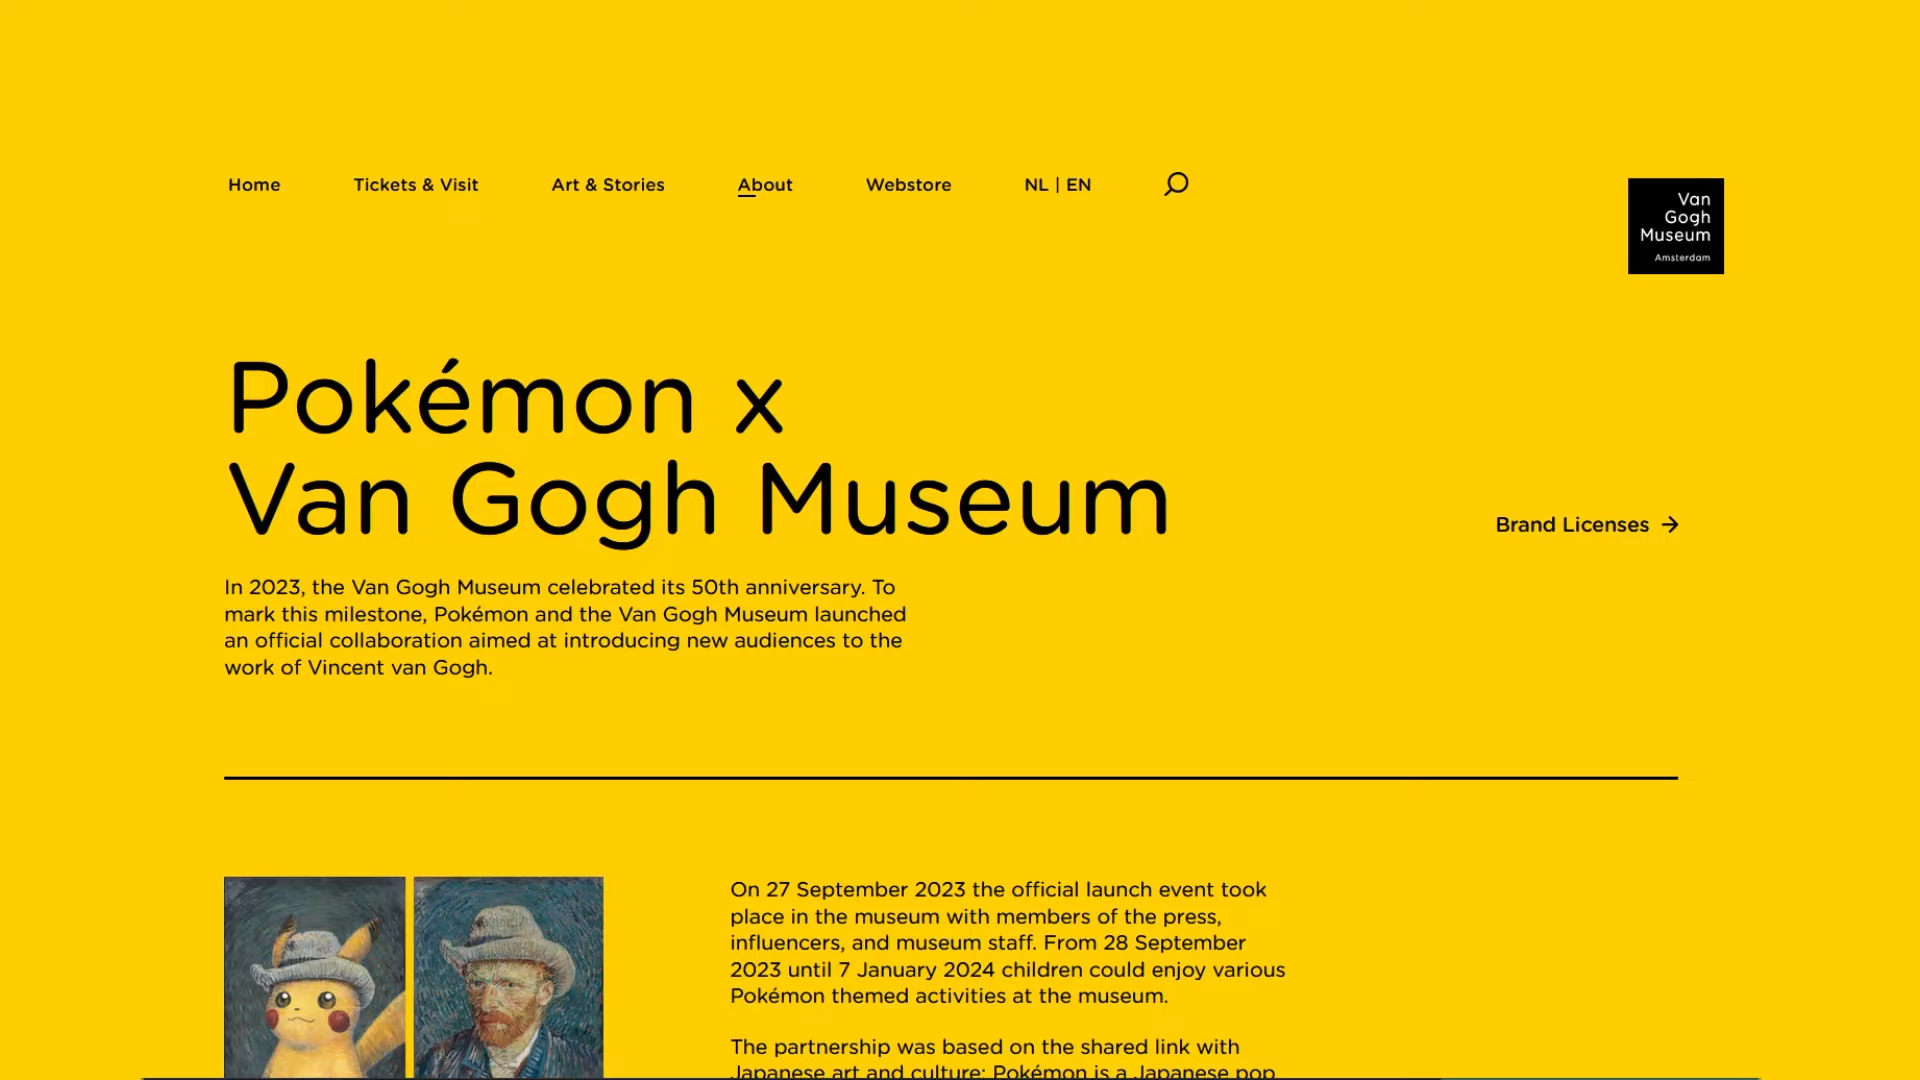 Home
Tickets & Visit
Art & Stories
About
Webstore
NL | EN
Van
Gogh
Museum
Amsterdam
Pokémon x
Van Gogh Museum
Brand Licenses →
In 2023, the Van Gogh Museum celebrated its 50th anniversary. To
mark this milestone, Pokémon and the Van Gogh Museum launched
an official collaboration aimed at introducing new audiences to the
work of Vincent van Gogh.
On 27 September 2023 the official launch event took
place in the museum with members of the press,
influencers, and museum staff. From 28 September
2023 until 7 January 2024 children could enjoy various
Pokémon themed activities at the museum.
The partnership was based on the shared link with
Japanese art and culture: Pokémon is a Japanese pop